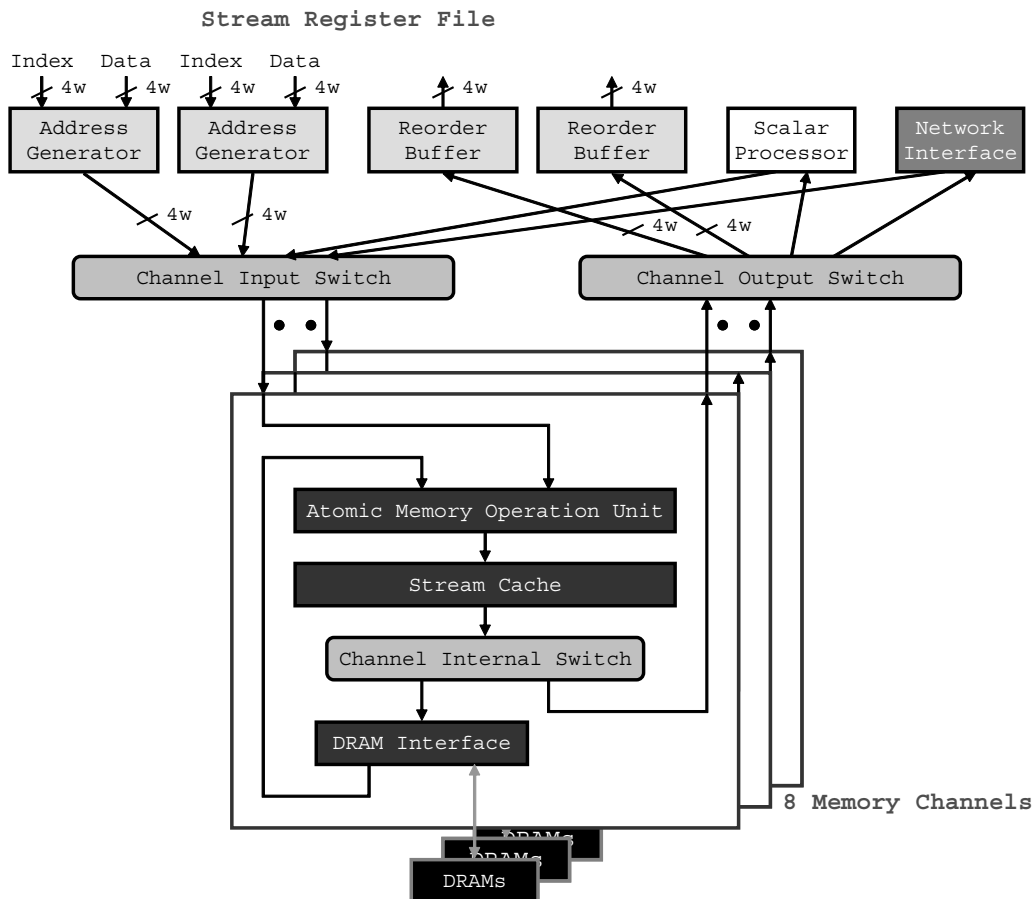 Stream Register File
Index Data Index Data
4w 4w 4w 4w 4w 4w
Address Generator
Address Generator
Reorder Buffer
Reorder Buffer
Scalar Processor
Network Interface
4w 4w 4w 4w
Channel Input Switch
Channel Output Switch
Atomic Memory Operation Unit
Stream Cache
Channel Internal Switch
DRAM Interface
8 Memory Channels
DRAMs
DRAMs
DRAMs